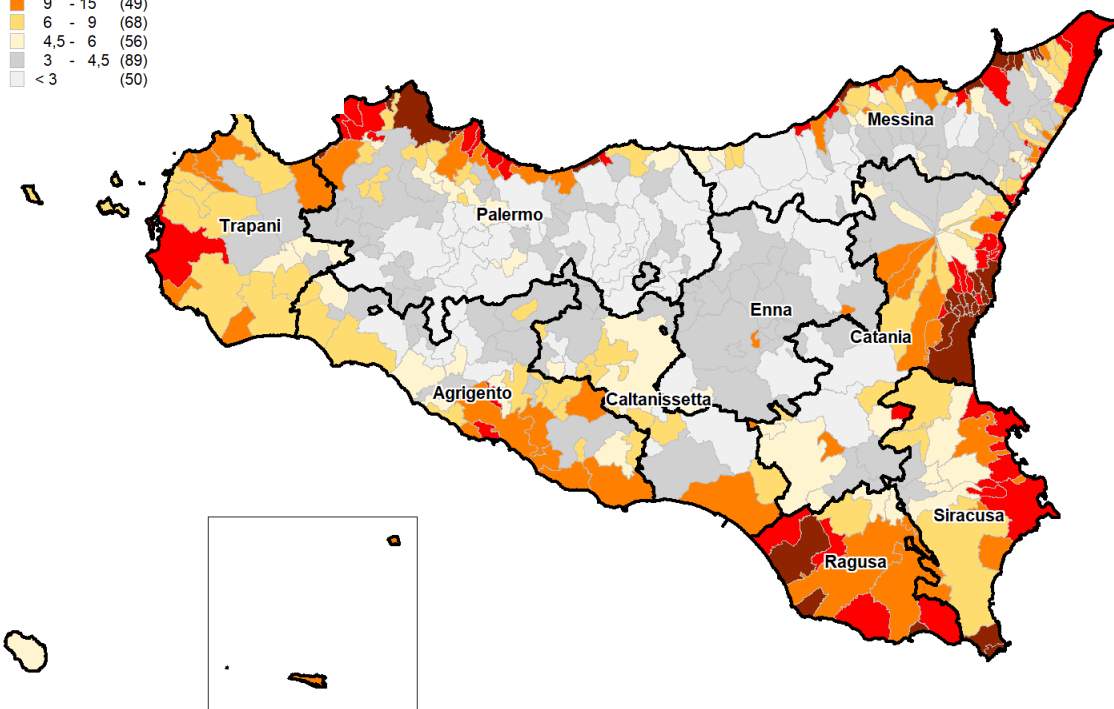 9 - 15 (49)
6 - 9 (68)
4,5 - 6 (56)
3 - 4,5 (89)
< 3 (50)
Messina
Trapani
Palermo
Enna
Catania
Agrigento
Caltanissetta
Siracusa
Ragusa